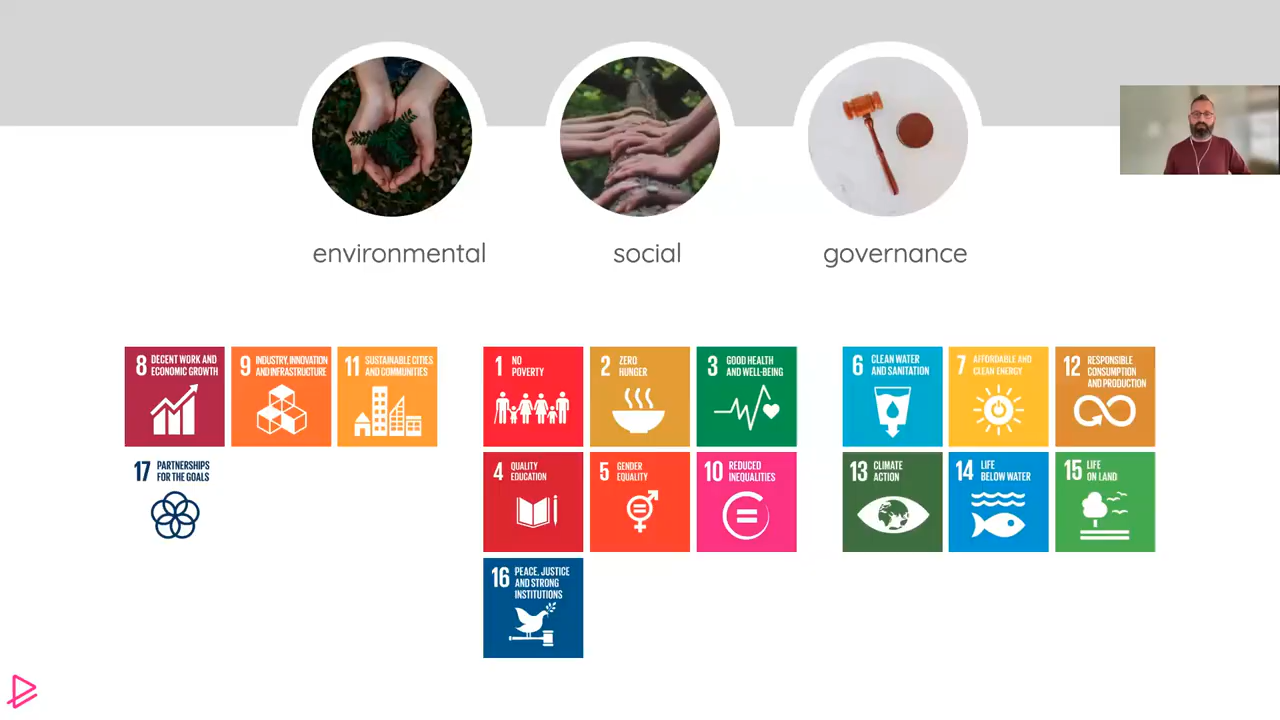 environmental
social
governance
8 DECENT WORK AND
ECONOMIC GROWTH
9 INDUSTRY, INNOVATION
AND INFRASTRUCTURE
11 SUSTAINABLE CITIES
AND COMMUNITIES
17 PARTNERSHIPS
FOR THE GOALS
1 NO
POVERTY
2 ZERO
HUNGER
3 GOOD HEALTH
AND WELL-BEING
4 QUALITY
EDUCATION
5 GENDER
EQUALITY
10 REDUCED
INEQUALITIES
16 PEACE, JUSTICE
AND STRONG
INSTITUTIONS
6 CLEAN WATER
AND SANITATION
7 AFFORDABLE AND
CLEAN ENERGY
12 RESPONSIBLE
CONSUMPTION
AND PRODUCTION
13 CLIMATE
ACTION
14 LIFE
BELOW WATER
15 LIFE
ON LAND